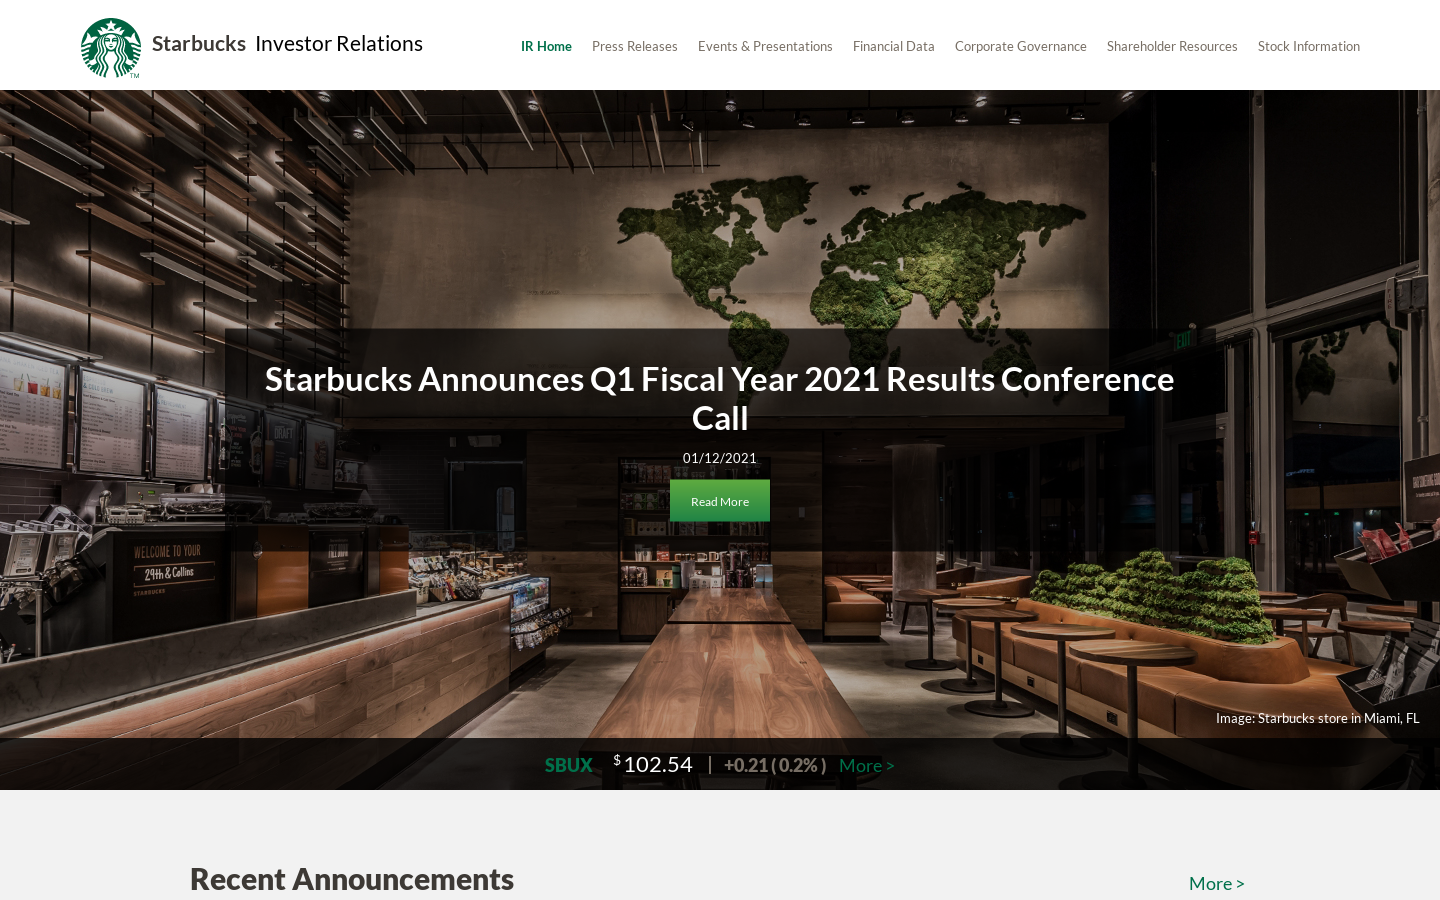 Starbucks Investor Relations
IR Home
Press Releases
Events & Presentations
Financial Data
Corporate Governance
Shareholder Resources
Stock Information
Starbucks Announces Q1 Fiscal Year 2021 Results Conference
Call
01/12/2021
Read More
EXIT
WELCOME TO YOUR
29th & Collins
STARBUCKS
Image: Starbucks store in Miami, FL
SBUX $102.54 | +0.21 ( 0.2% ) More >
Recent Announcements
More >